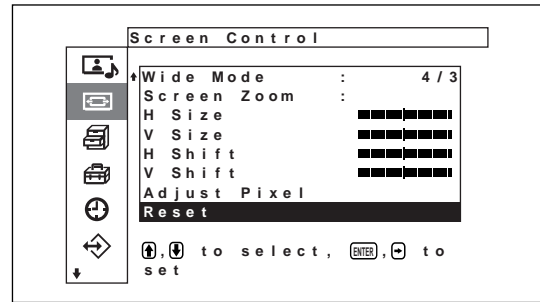 Screen Control
Wide Mode : 4/3
Screen Zoom :
H Size
V Size
H Shift
V Shift
Adjust Pixel
Reset
, to select, ENTER, to
set